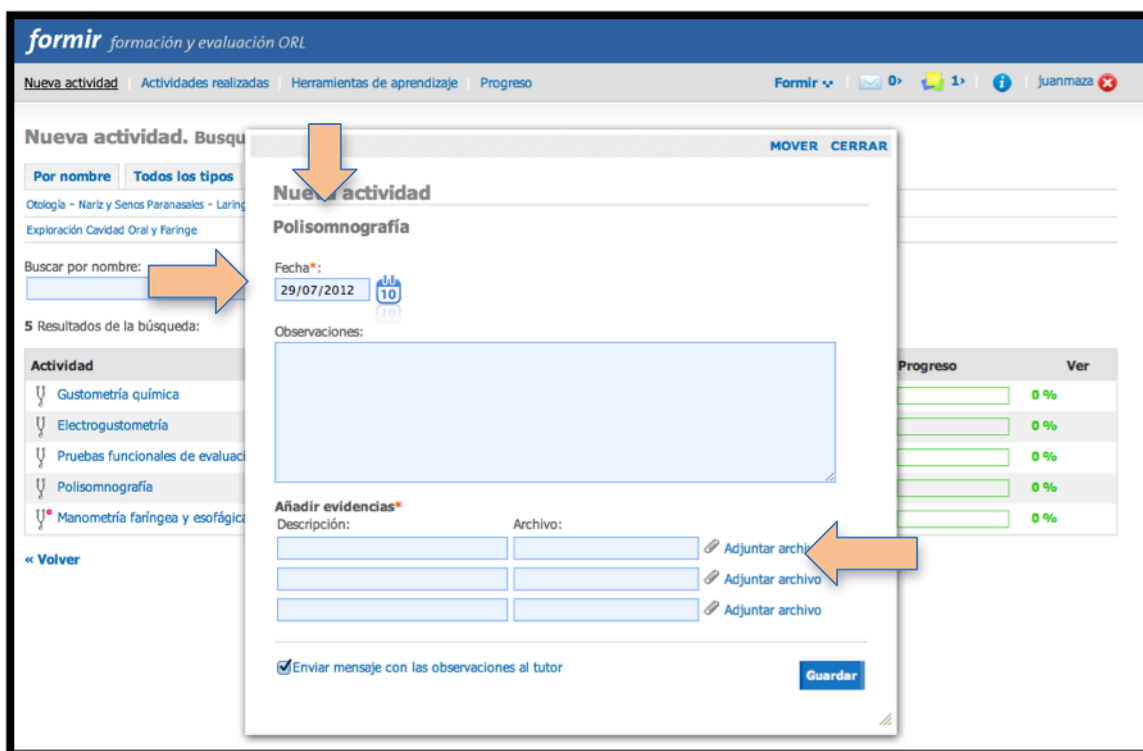 formir formación y evaluación ORL
Nueva actividad Actividades realizadas Herramientas de aprendizaje Progreso Formir 0 1 juanmaza
Nueva actividad. Busqu
MOVER CERRAR
Por nombre Todos los tipos
Otología - Nariz y Senos Paranasales - Laring
Exploración Cavidad Oral y Faringe
Buscar por nombre:
5 Resultados de la búsqueda:
Actividad Progreso Ver
Gustometría química 0 %
Electrogustometría 0 %
Pruebas funcionales de evaluaci 0 %
Polisomnografía 0 %
Manometría faríngea y esofágica 0 %
« Volver
Nueva actividad
Polisomnografía
Fecha*:
29/07/2012 10
Observaciones:
Añadir evidencias*
Descripción: Archivo:
Adjuntar archivo
Adjuntar archivo
Adjuntar archivo
Enviar mensaje con las observaciones al tutor
Guardar